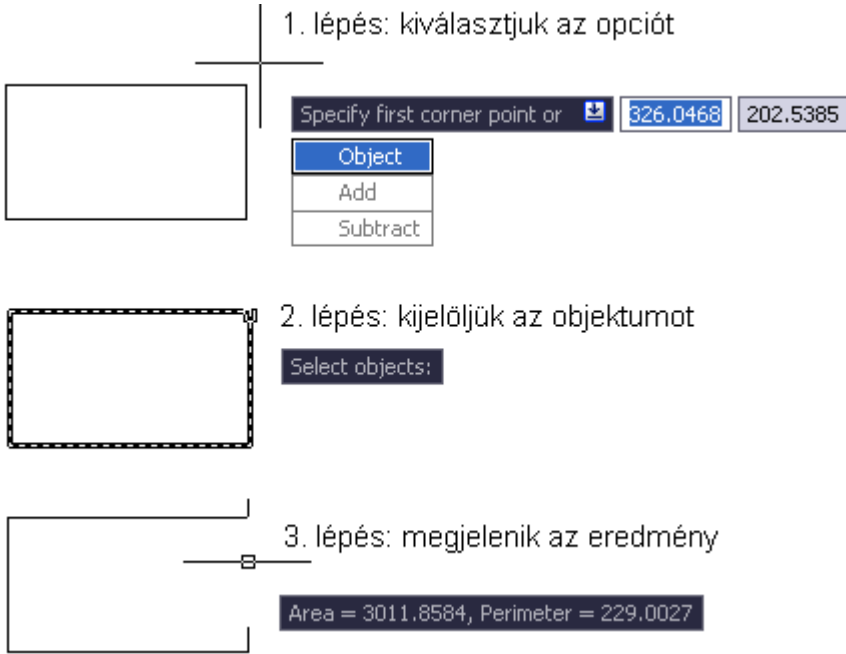 1. lépés: kiválasztjuk az opciót
Specify first corner point or 326.0468 202.5385
Object
Add
Subtract
2. lépés: kijelöljük az objektumot
Select objects:
3. lépés: megjelenik az eredmény
Area = 3011.8584, Perimeter = 229.0027